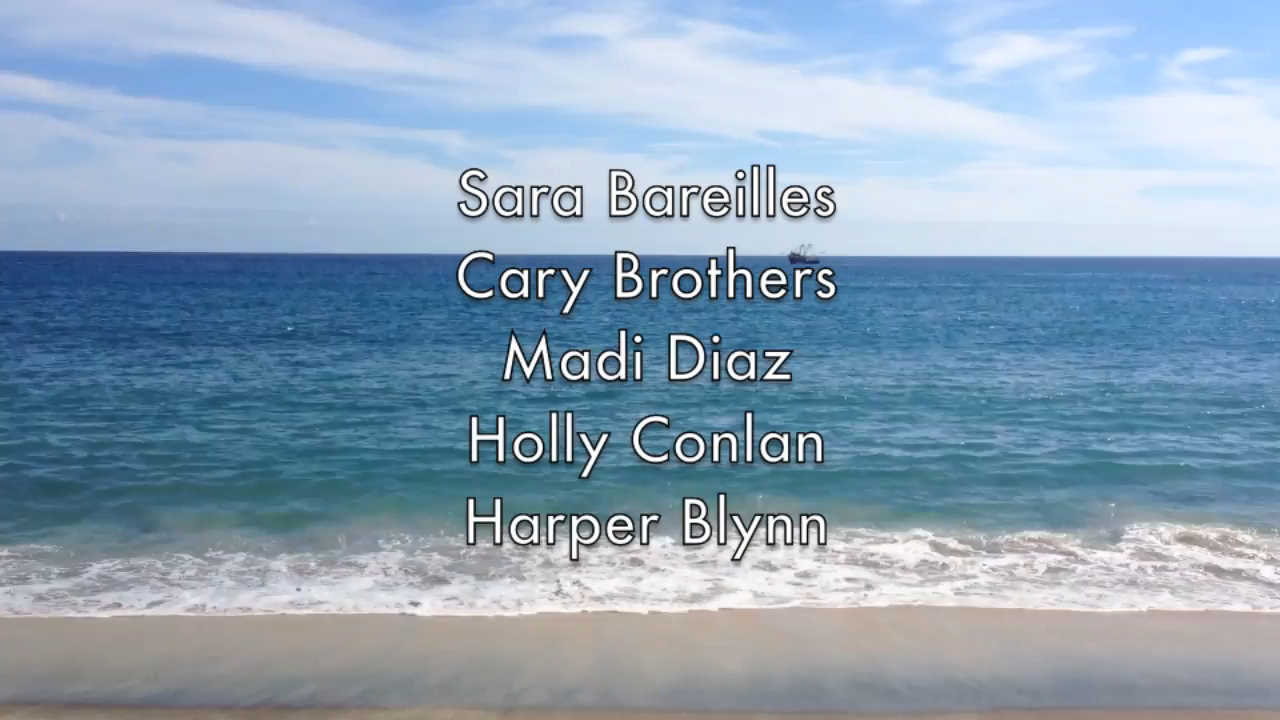 Sara Bareilles
Cary Brothers
Madi Diaz
Holly Conlan
Harper Blynn